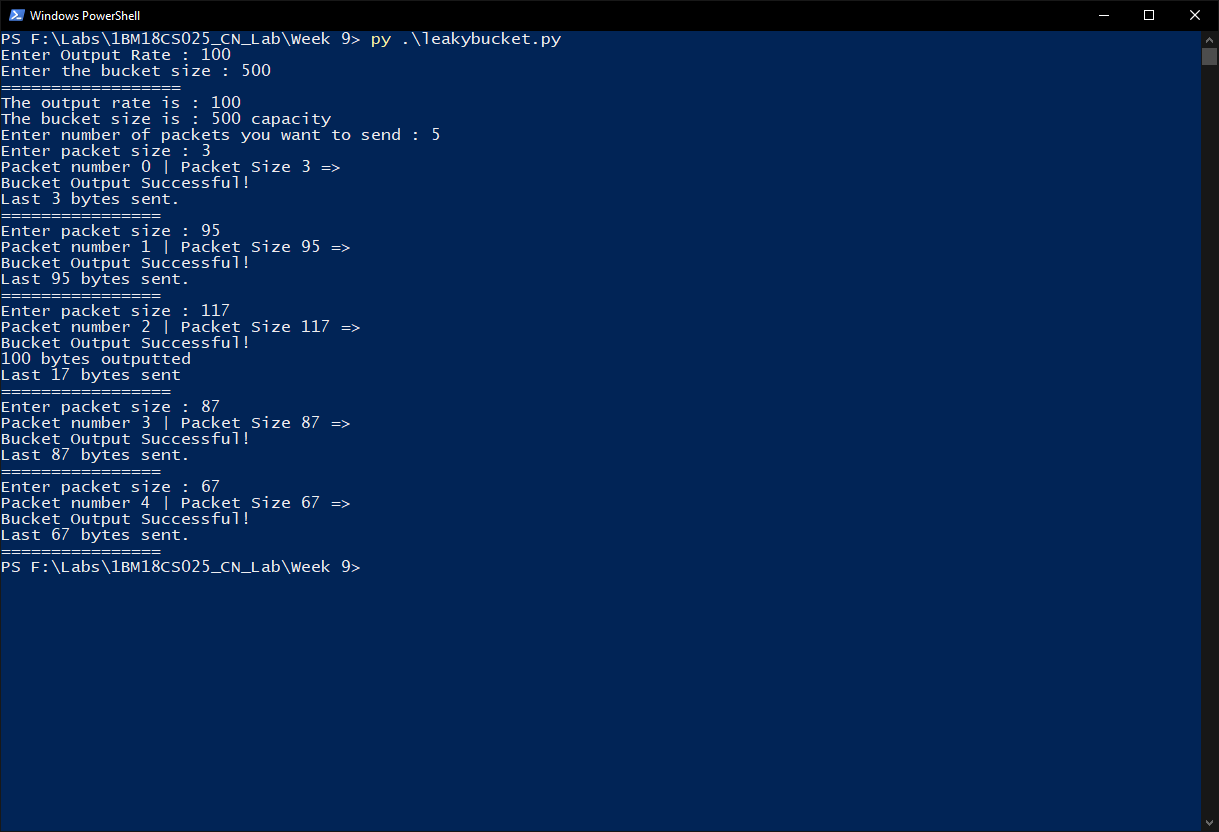 Windows PowerShell
PS F:\Labs\1BM18CS025_CN_Lab\Week 9> py .\leakybucket.py
Enter Output Rate : 100
Enter the bucket size : 500
==================
The output rate is : 100
The bucket size is : 500 capacity
Enter number of packets you want to send : 5
Enter packet size : 3
Packet number 0 | Packet Size 3 =>
Bucket Output Successful!
Last 3 bytes sent.
================
Enter packet size : 95
Packet number 1 | Packet Size 95 =>
Bucket Output Successful!
Last 95 bytes sent.
================
Enter packet size : 117
Packet number 2 | Packet Size 117 =>
Bucket Output Successful!
100 bytes outputted
Last 17 bytes sent
=================
Enter packet size : 87
Packet number 3 | Packet Size 87 =>
Bucket Output Successful!
Last 87 bytes sent.
================
Enter packet size : 67
Packet number 4 | Packet Size 67 =>
Bucket Output Successful!
Last 67 bytes sent.
================
PS F:\Labs\1BM18CS025_CN_Lab\Week 9>